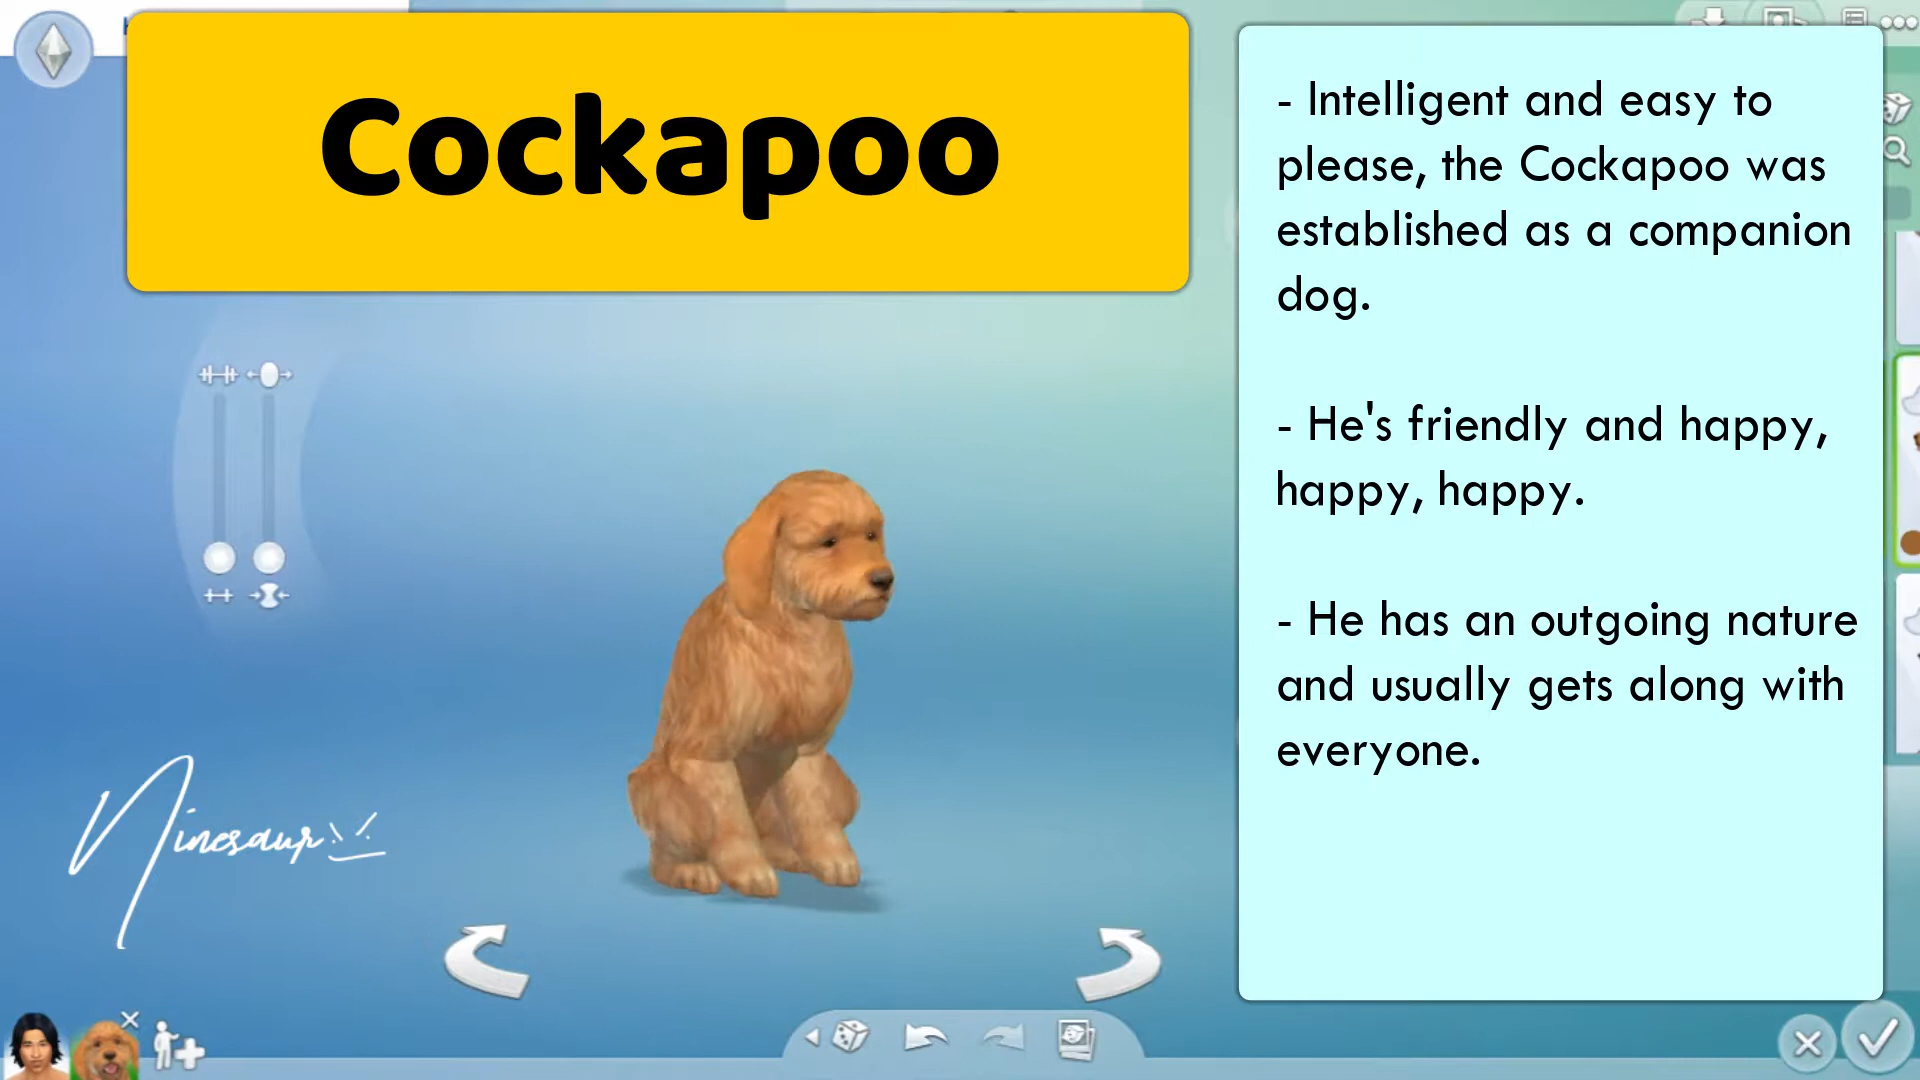 Cockapoo
- Intelligent and easy to
please, the Cockapoo was
established as a companion
dog.
- He's friendly and happy,
happy, happy.
- He has an outgoing nature
and usually gets along with
everyone.
Ninesaur